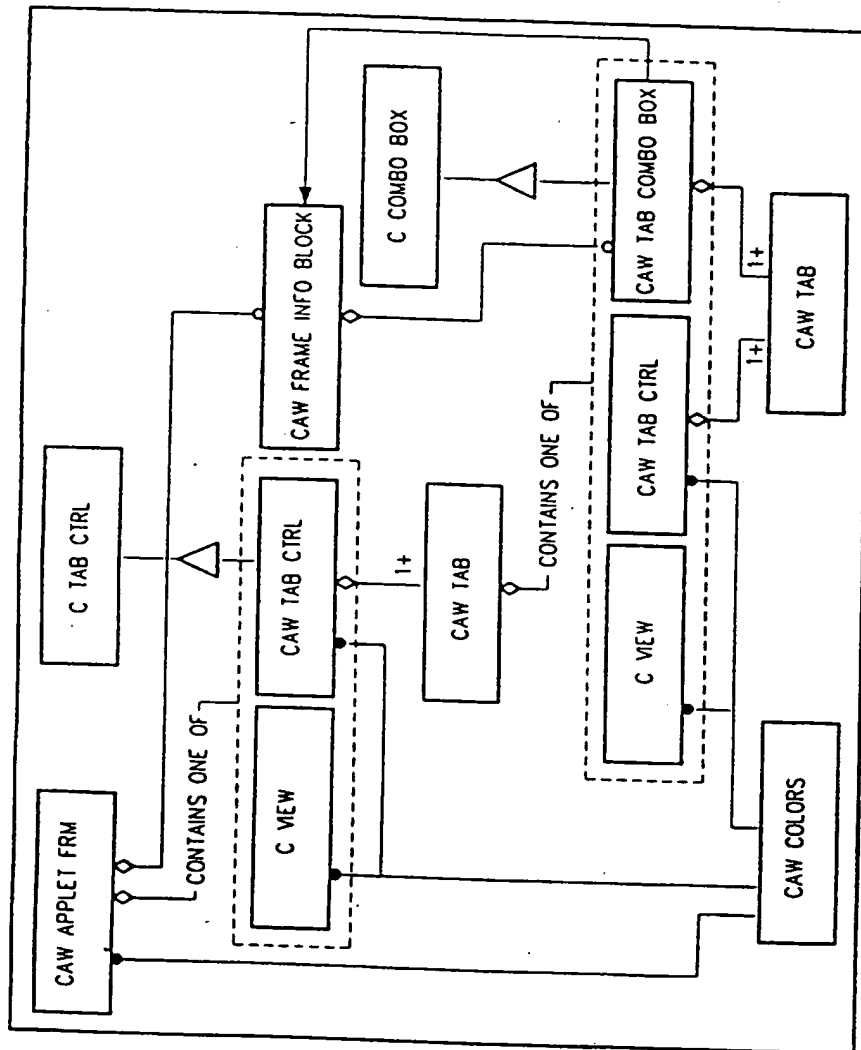 CAW APPLET FRM
C TAB CTRL
CONTAINS ONE OF
C VIEW
CAW TAB CTRL
CAW FRAME INFO BLOCK
C COMBO BOX
1+
CAW TAB
CONTAINS ONE OF
C VIEW
CAW TAB CTRL
CAW TAB COMBO BOX
1+
1+
CAW COLORS
CAW TAB